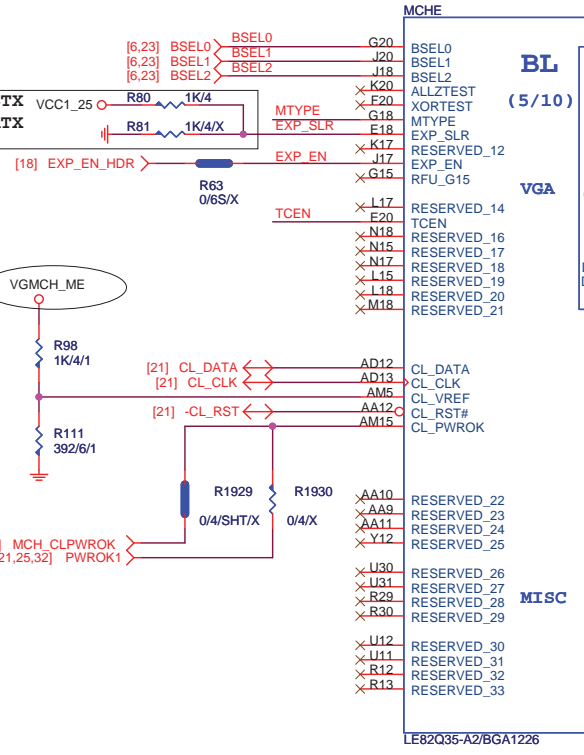 MCHE
BSEL0
[6,23] BSEL0 G20 BSEL0
BSEL1
[6,23] BSEL1 J20 BSEL1
BSEL2
[6,23] BSEL2 J18 BSEL2
BL
K20 ALLZTEST
(5/10)
TX VCC1_25 R80 1K/4
F20 XORTEST
MTYPE G18 MTYPE
TX R81 1K/4/X
EXP_SLR E18 EXP_SLR
K17 RESERVED_12
[18] EXP_EN_HDR EXP_EN J17 EXP_EN
G15 RFU_G15
R63
0/6S/X
VGA
L17 RESERVED_14
TCEN E20 TCEN
N18 RESERVED_16
N15 RESERVED_17
N17 RESERVED_18
L15 RESERVED_19
L18 RESERVED_20
M18 RESERVED_21
VGMCH_ME
R98
1K/4/1
[21] CL_DATA AD12 CL_DATA
[21] CL_CLK AD13 CL_CLK
AM5 CL_VREF
[21] -CL_RST AA12 CL_RST#
AM15 CL_PWROK
R111
392/6/1
R1929 R1930
0/4/SHT/X 0/4/X
] MCH_CLPWROK
21,25,32] PWROK1
AA10 RESERVED_22
AA9 RESERVED_23
AA11 RESERVED_24
Y12 RESERVED_25
U30 RESERVED_26
U31 RESERVED_27
R29 RESERVED_28
R30 RESERVED_29
MISC
U12 RESERVED_30
U11 RESERVED_31
R12 RESERVED_32
R13 RESERVED_33
LE82Q35-A2/BGA1226